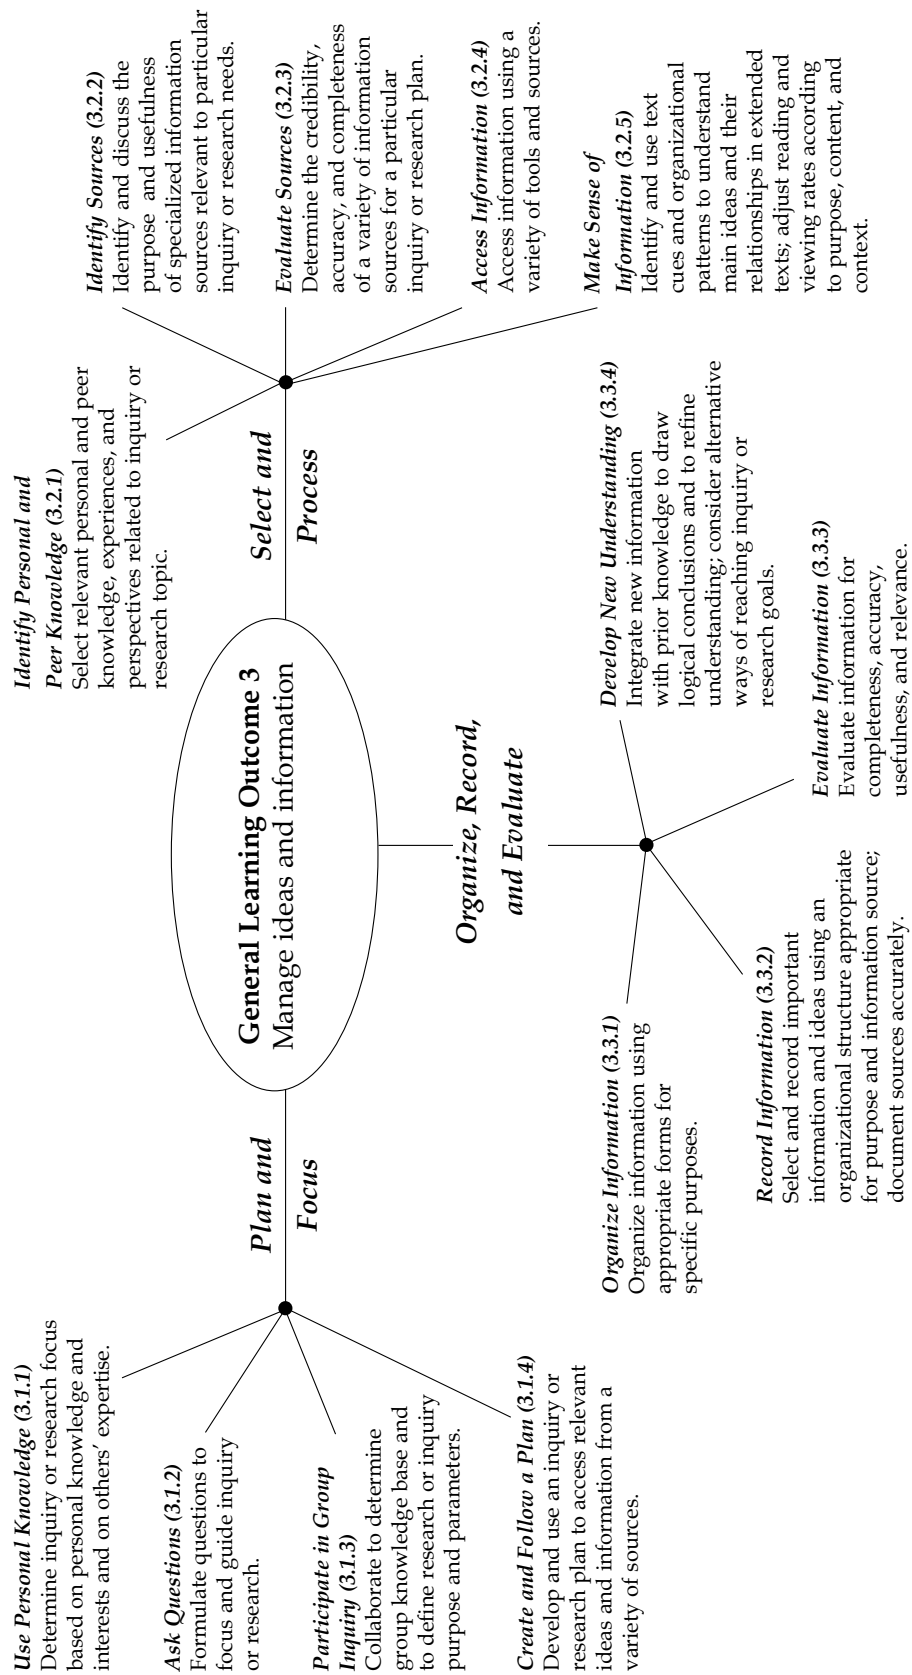 General Learning Outcome 3
Manage ideas and information
Plan and
Focus
Use Personal Knowledge (3.1.1)
Determine inquiry or research focus
based on personal knowledge and
interests and on others' expertise.
Ask Questions (3.1.2)
Formulate questions to
focus and guide inquiry
or research.
Participate in Group
Inquiry (3.1.3)
Collaborate to determine
group knowledge base and
to define research or inquiry
purpose and parameters.
Create and Follow a Plan (3.1.4)
Develop and use an inquiry or
research plan to access relevant
ideas and information from a
variety of sources.
Select and
Process
Identify Personal and
Peer Knowledge (3.2.1)
Select relevant personal and peer
knowledge, experiences, and
perspectives related to inquiry or
research topic.
Identify Sources (3.2.2)
Identify and discuss the
purpose and usefulness
of specialized information
sources relevant to particular
inquiry or research needs.
Evaluate Sources (3.2.3)
Determine the credibility,
accuracy, and completeness
of a variety of information
sources for a particular
inquiry or research plan.
Access Information (3.2.4)
Access information using a
variety of tools and sources.
Make Sense of
Information (3.2.5)
Identify and use text
cues and organizational
patterns to understand
main ideas and their
relationships in extended
texts; adjust reading and
viewing rates according
to purpose, content, and
context.
Organize, Record,
and Evaluate
Organize Information (3.3.1)
Organize information using
appropriate forms for
specific purposes.
Record Information (3.3.2)
Select and record important
information and ideas using an
organizational structure appropriate
for purpose and information source;
document sources accurately.
Evaluate Information (3.3.3)
Evaluate information for
completeness, accuracy,
usefulness, and relevance.
Develop New Understanding (3.3.4)
Integrate new information
with prior knowledge to draw
logical conclusions and to refine
understanding; consider alternative
ways of reaching inquiry or
research goals.